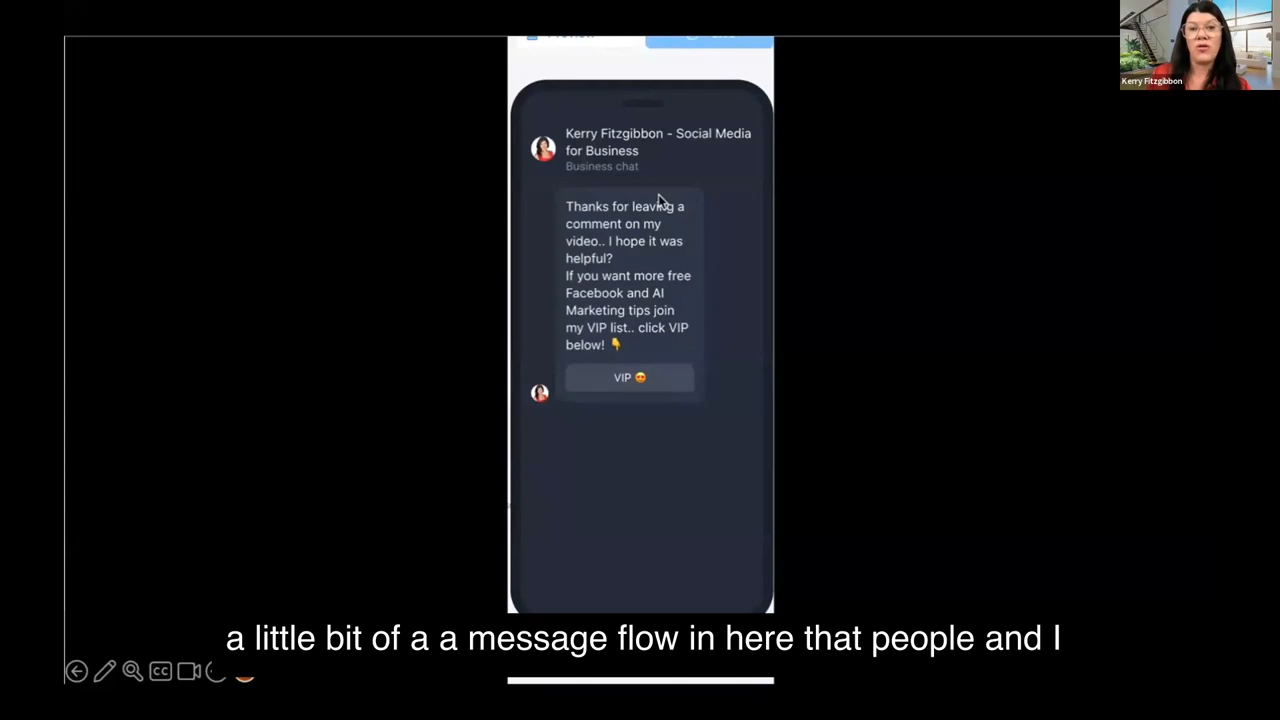 Kerry Fitzgibbon
Kerry Fitzgibbon - Social Media
for Business
Business chat
Thanks for leaving a
comment on my
video.. I hope it was
helpful?
If you want more free
Facebook and AI
Marketing tips join
my VIP list.. click VIP
below! 👇
VIP 😍
a little bit of a a message flow in here that people and I
CC